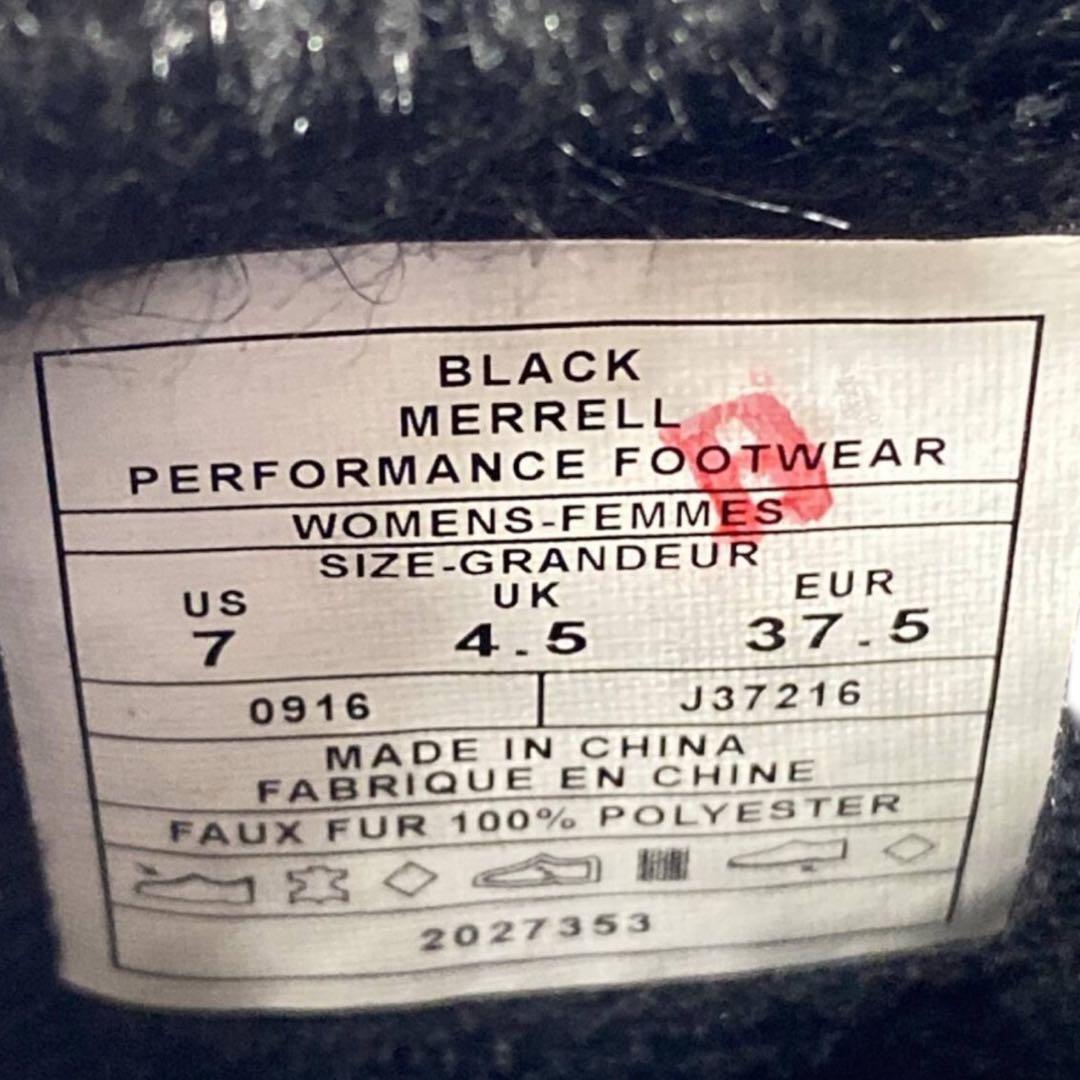 BLACK
MERRELL
PERFORMANCE FOOTWEAR
WOMENS-FEMMES
SIZE-GRANDEUR
US UK EUR
7 4.5 37.5
0916 J37216
MADE IN CHINA
FABRIQUE EN CHINE
FAUX FUR 100% POLYESTER
2027353